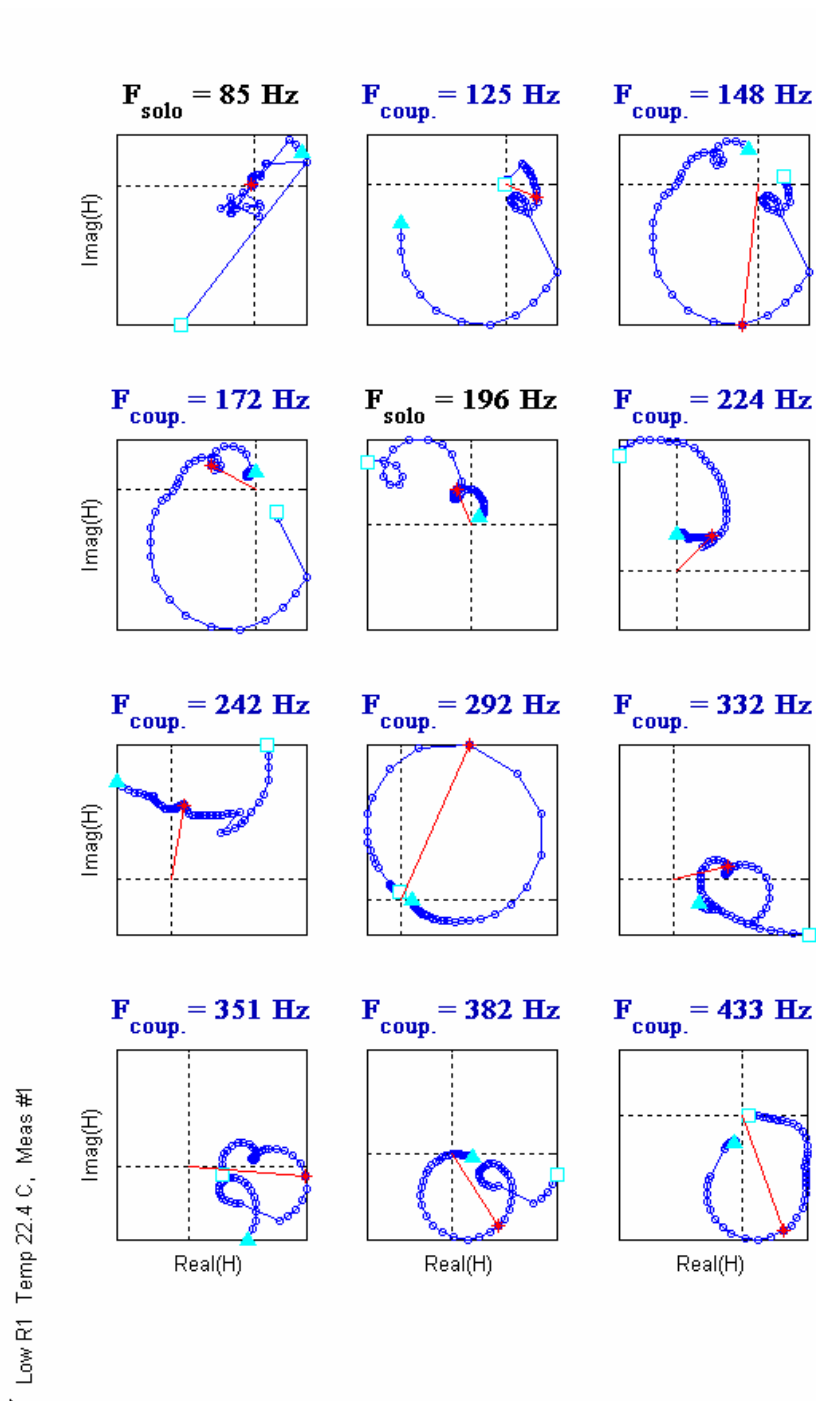 F_solo = 85 Hz
F_coup. = 125 Hz
F_coup. = 148 Hz
Imag(H)
F_coup. = 172 Hz
F_solo = 196 Hz
F_coup. = 224 Hz
Imag(H)
F_coup. = 242 Hz
F_coup. = 292 Hz
F_coup. = 332 Hz
Imag(H)
F_coup. = 351 Hz
F_coup. = 382 Hz
F_coup. = 433 Hz
Imag(H)
Real(H)
Real(H)
Real(H)
Low R1 Temp 22.4 C, Meas #1